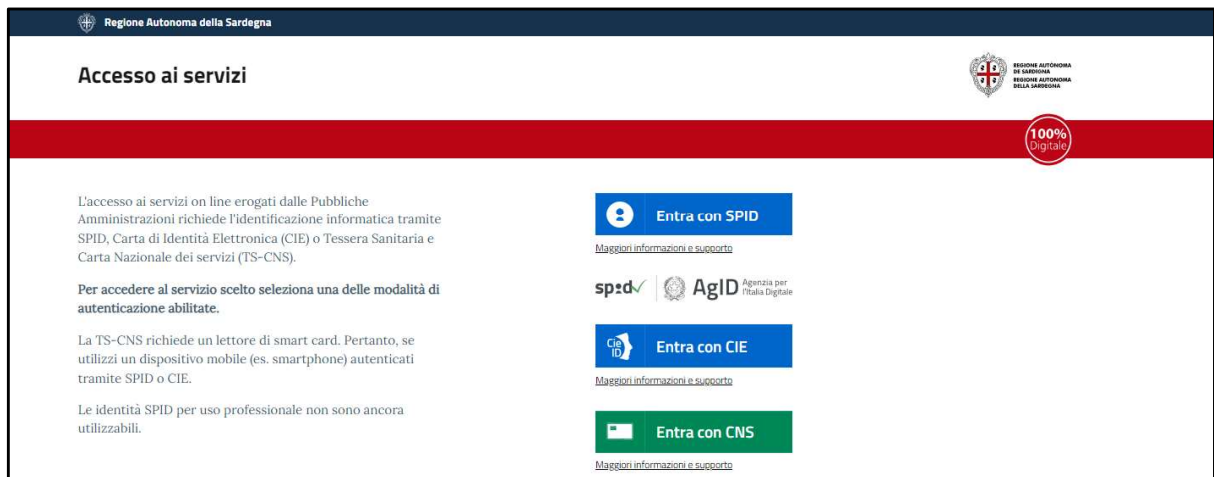 Regione Autonoma della Sardegna
Accesso ai servizi
REGIONE AUTÒNOMA
DE SARDIGNA
REGIONE AUTONOMA
DELLA SARDEGNA
100%
Digitale
L'accesso ai servizi on line erogati dalle Pubbliche
Amministrazioni richiede l'identificazione informatica tramite
SPID, Carta di Identità Elettronica (CIE) o Tessera Sanitaria e
Carta Nazionale dei servizi (TS-CNS).
Per accedere al servizio scelto seleziona una delle modalità di
autenticazione abilitate.
La TS-CNS richiede un lettore di smart card. Pertanto, se
utilizzi un dispositivo mobile (es. smartphone) autenticati
tramite SPID o CIE.
Le identità SPID per uso professionale non sono ancora
utilizzabili.
Entra con SPID
Maggiori informazioni e supporto
spid AgID Agenzia per
l'Italia Digitale
Cie
ID
Entra con CIE
Maggiori informazioni e supporto
Entra con CNS
Maggiori informazioni e supporto